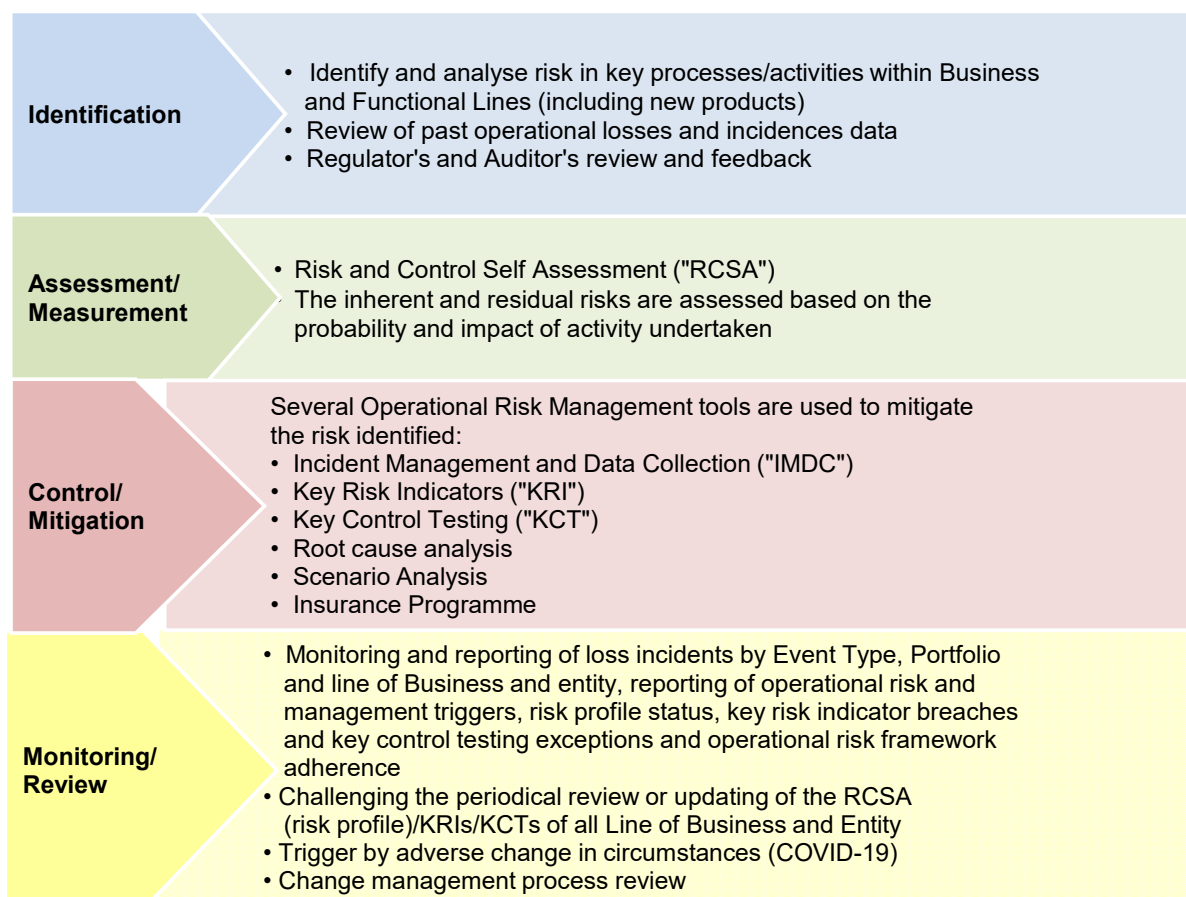 Identification
• Identify and analyse risk in key processes/activities within Business
and Functional Lines (including new products)
• Review of past operational losses and incidences data
• Regulator's and Auditor's review and feedback
Assessment/
Measurement
• Risk and Control Self Assessment ("RCSA")
• The inherent and residual risks are assessed based on the
probability and impact of activity undertaken
Control/
Mitigation
Several Operational Risk Management tools are used to mitigate
the risk identified:
• Incident Management and Data Collection ("IMDC")
• Key Risk Indicators ("KRI")
• Key Control Testing ("KCT")
• Root cause analysis
• Scenario Analysis
• Insurance Programme
Monitoring/
Review
• Monitoring and reporting of loss incidents by Event Type, Portfolio
and line of Business and entity, reporting of operational risk and
management triggers, risk profile status, key risk indicator breaches
and key control testing exceptions and operational risk framework
adherence
• Challenging the periodical review or updating of the RCSA
(risk profile)/KRIs/KCTs of all Line of Business and Entity
• Trigger by adverse change in circumstances (COVID-19)
• Change management process review